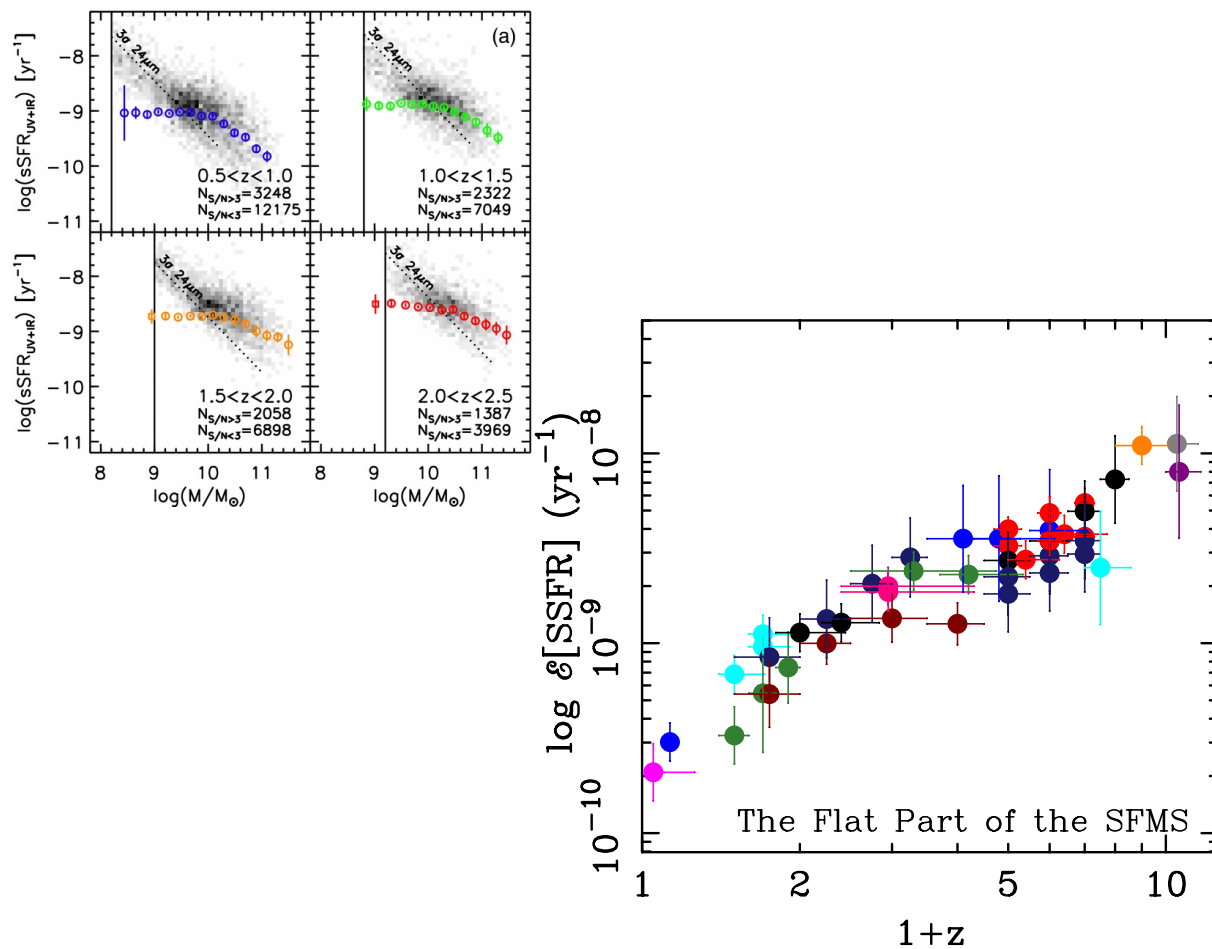 (a)
log(sSFR_UV+IR) [yr⁻¹]
-8
-9
-10
-11
3σ 24μm
0.5<z<1.0
N_S/N>3=3248
N_S/N<3=12175
3σ 24μm
1.0<z<1.5
N_S/N>3=2322
N_S/N<3=7049
log(sSFR_UV+IR) [yr⁻¹]
-8
-9
-10
-11
3σ 24μm
1.5<z<2.0
N_S/N>3=2058
N_S/N<3=6898
3σ 24μm
2.0<z<2.5
N_S/N>3=1387
N_S/N<3=3969
8 9 10 11 8 9 10 11
log(M/M☉) log(M/M☉)
log ℰ[SSFR] (yr⁻¹)
10⁻⁸
10⁻⁹
10⁻¹⁰
The Flat Part of the SFMS
1 2 5 10
1+z